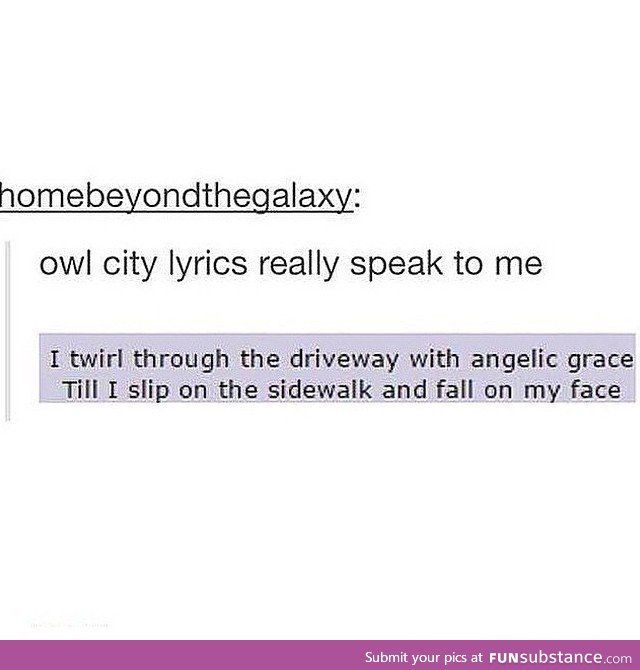 homebeyondthegalaxy:
owl city lyrics really speak to me
I twirl through the driveway with angelic grace
Till I slip on the sidewalk and fall on my face
Submit your pics at FUNsubstance.com